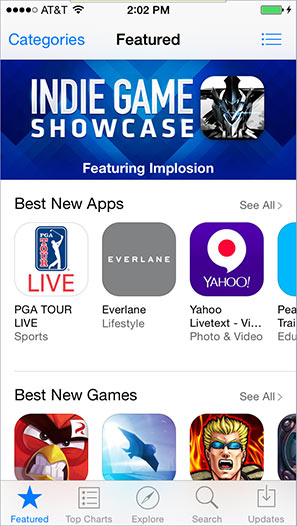 AT&T 2:02 PM
Categories Featured
INDIE GAME
SHOWCASE
Featuring Implosion
Best New Apps See All >
PGA
TOUR
LIVE
EVERLANE
YAHOO!
PGA TOUR
LIVE
Sports
Everlane
Lifestyle
Yahoo
Livetext - Vi...
Photo & Video
Pea
Trai
Edu
Best New Games See All >
Featured Top Charts Explore Search Updates